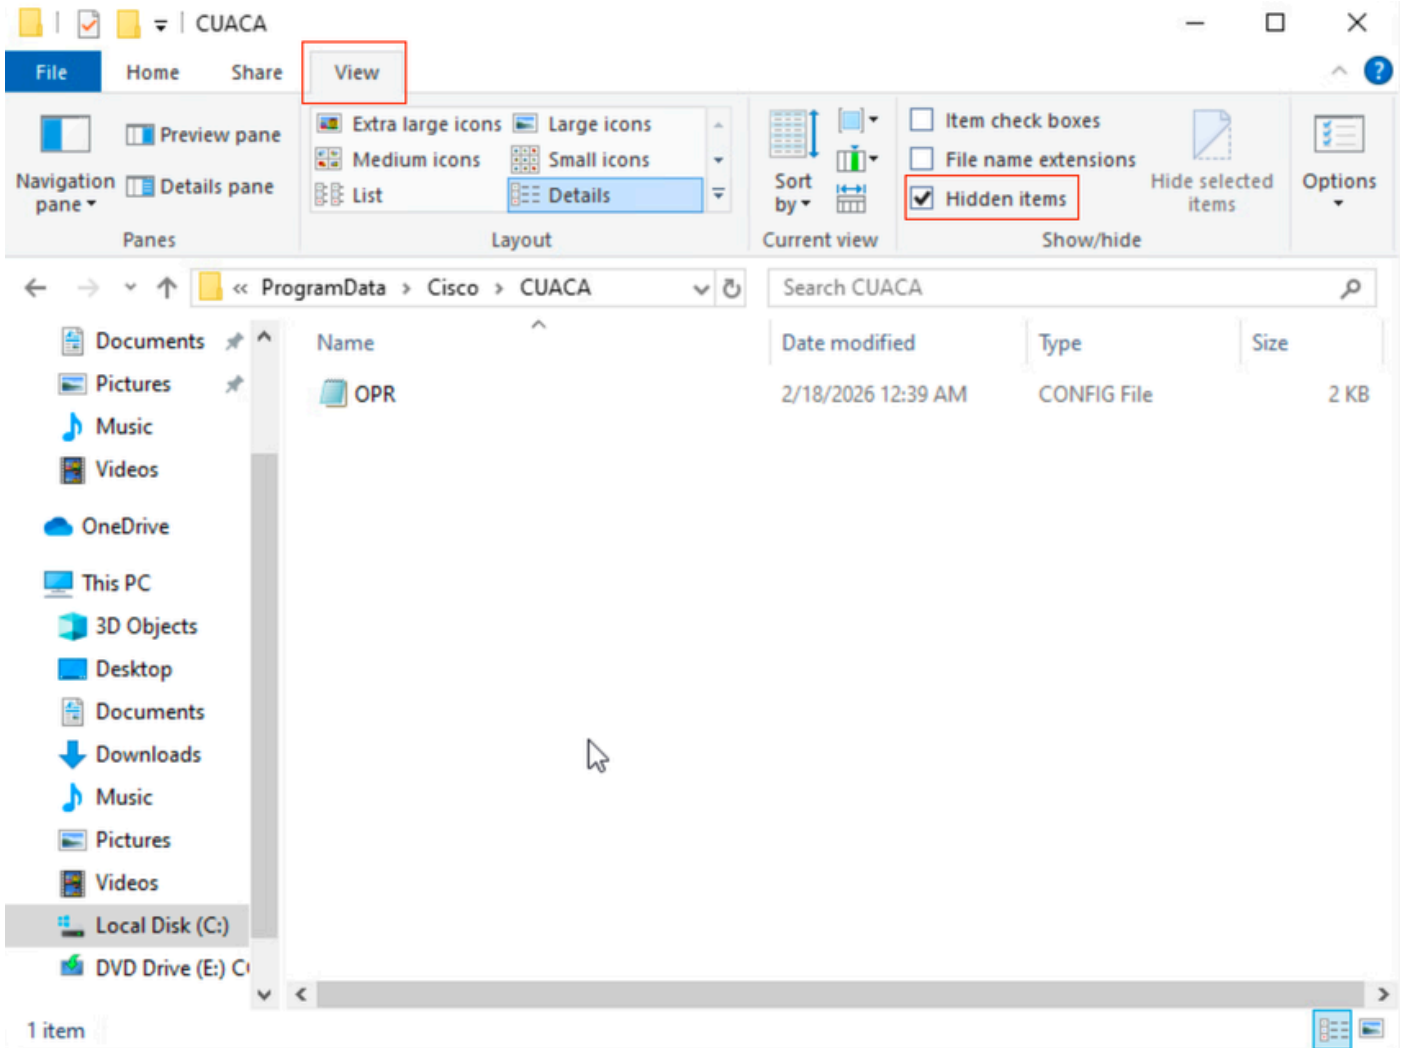 CUACA
File Home Share View
Navigation pane
Preview pane
Details pane
Panes
Extra large icons Large icons
Medium icons Small icons
List Details
Layout
Sort by
Current view
Item check boxes
File name extensions
Hidden items
Hide selected items
Show/hide
Options
« ProgramData > Cisco > CUACA
Search CUACA
Documents
Pictures
Music
Videos
OneDrive
This PC
3D Objects
Desktop
Documents
Downloads
Music
Pictures
Videos
Local Disk (C:)
DVD Drive (E:) C
Name Date modified Type Size
OPR 2/18/2026 12:39 AM CONFIG File 2 KB
1 item